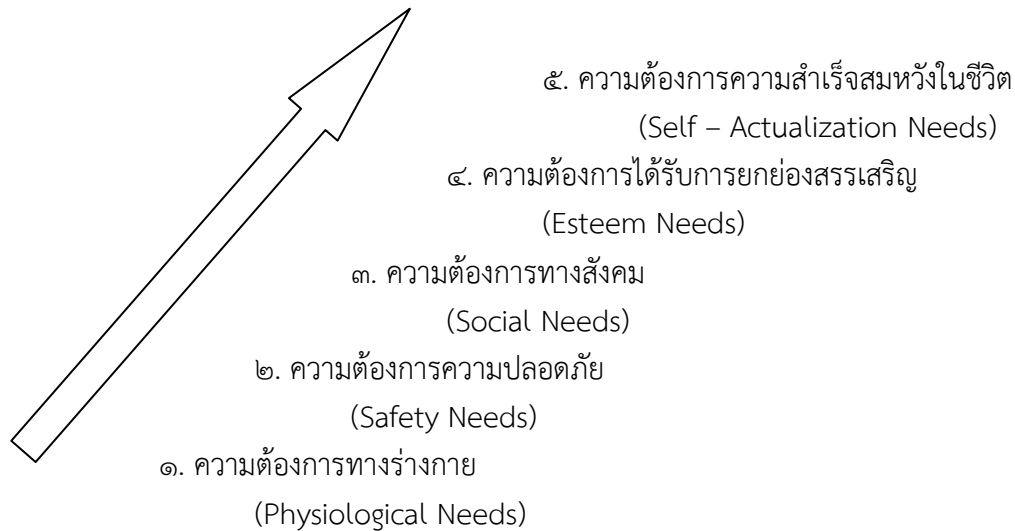 ๕. ความต้องการความสำเร็จสมหวังในชีวิต
(Self – Actualization Needs)
๔. ความต้องการได้รับการยกย่องสรรเสริญ
(Esteem Needs)
๓. ความต้องการทางสังคม
(Social Needs)
๒. ความต้องการความปลอดภัย
(Safety Needs)
๑. ความต้องการทางร่างกาย
(Physiological Needs)